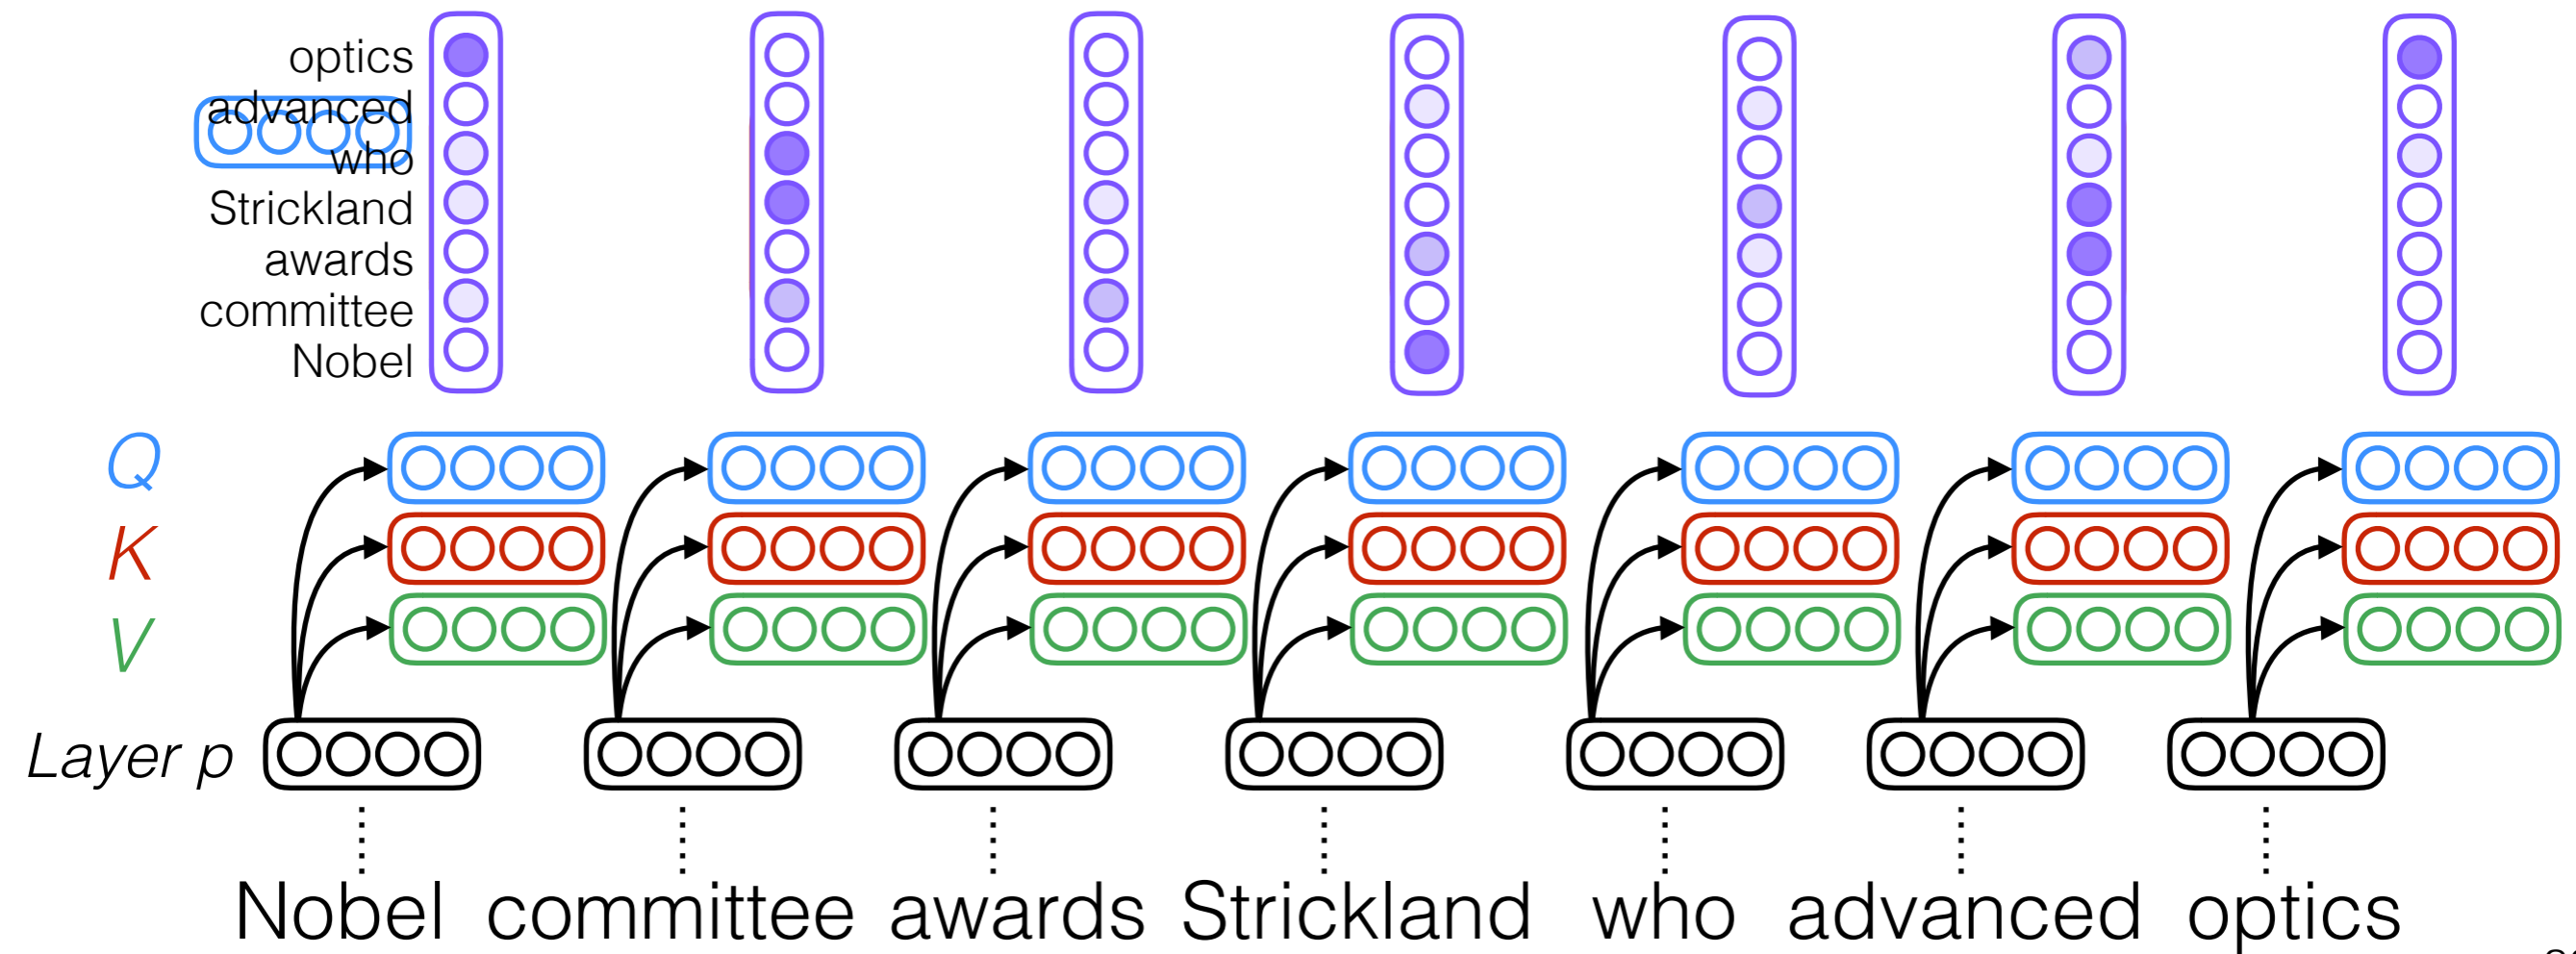 optics
advanced
who
Strickland
awards
committee
Nobel
Q
K
V
Layer p
Nobel committee awards Strickland who advanced optics